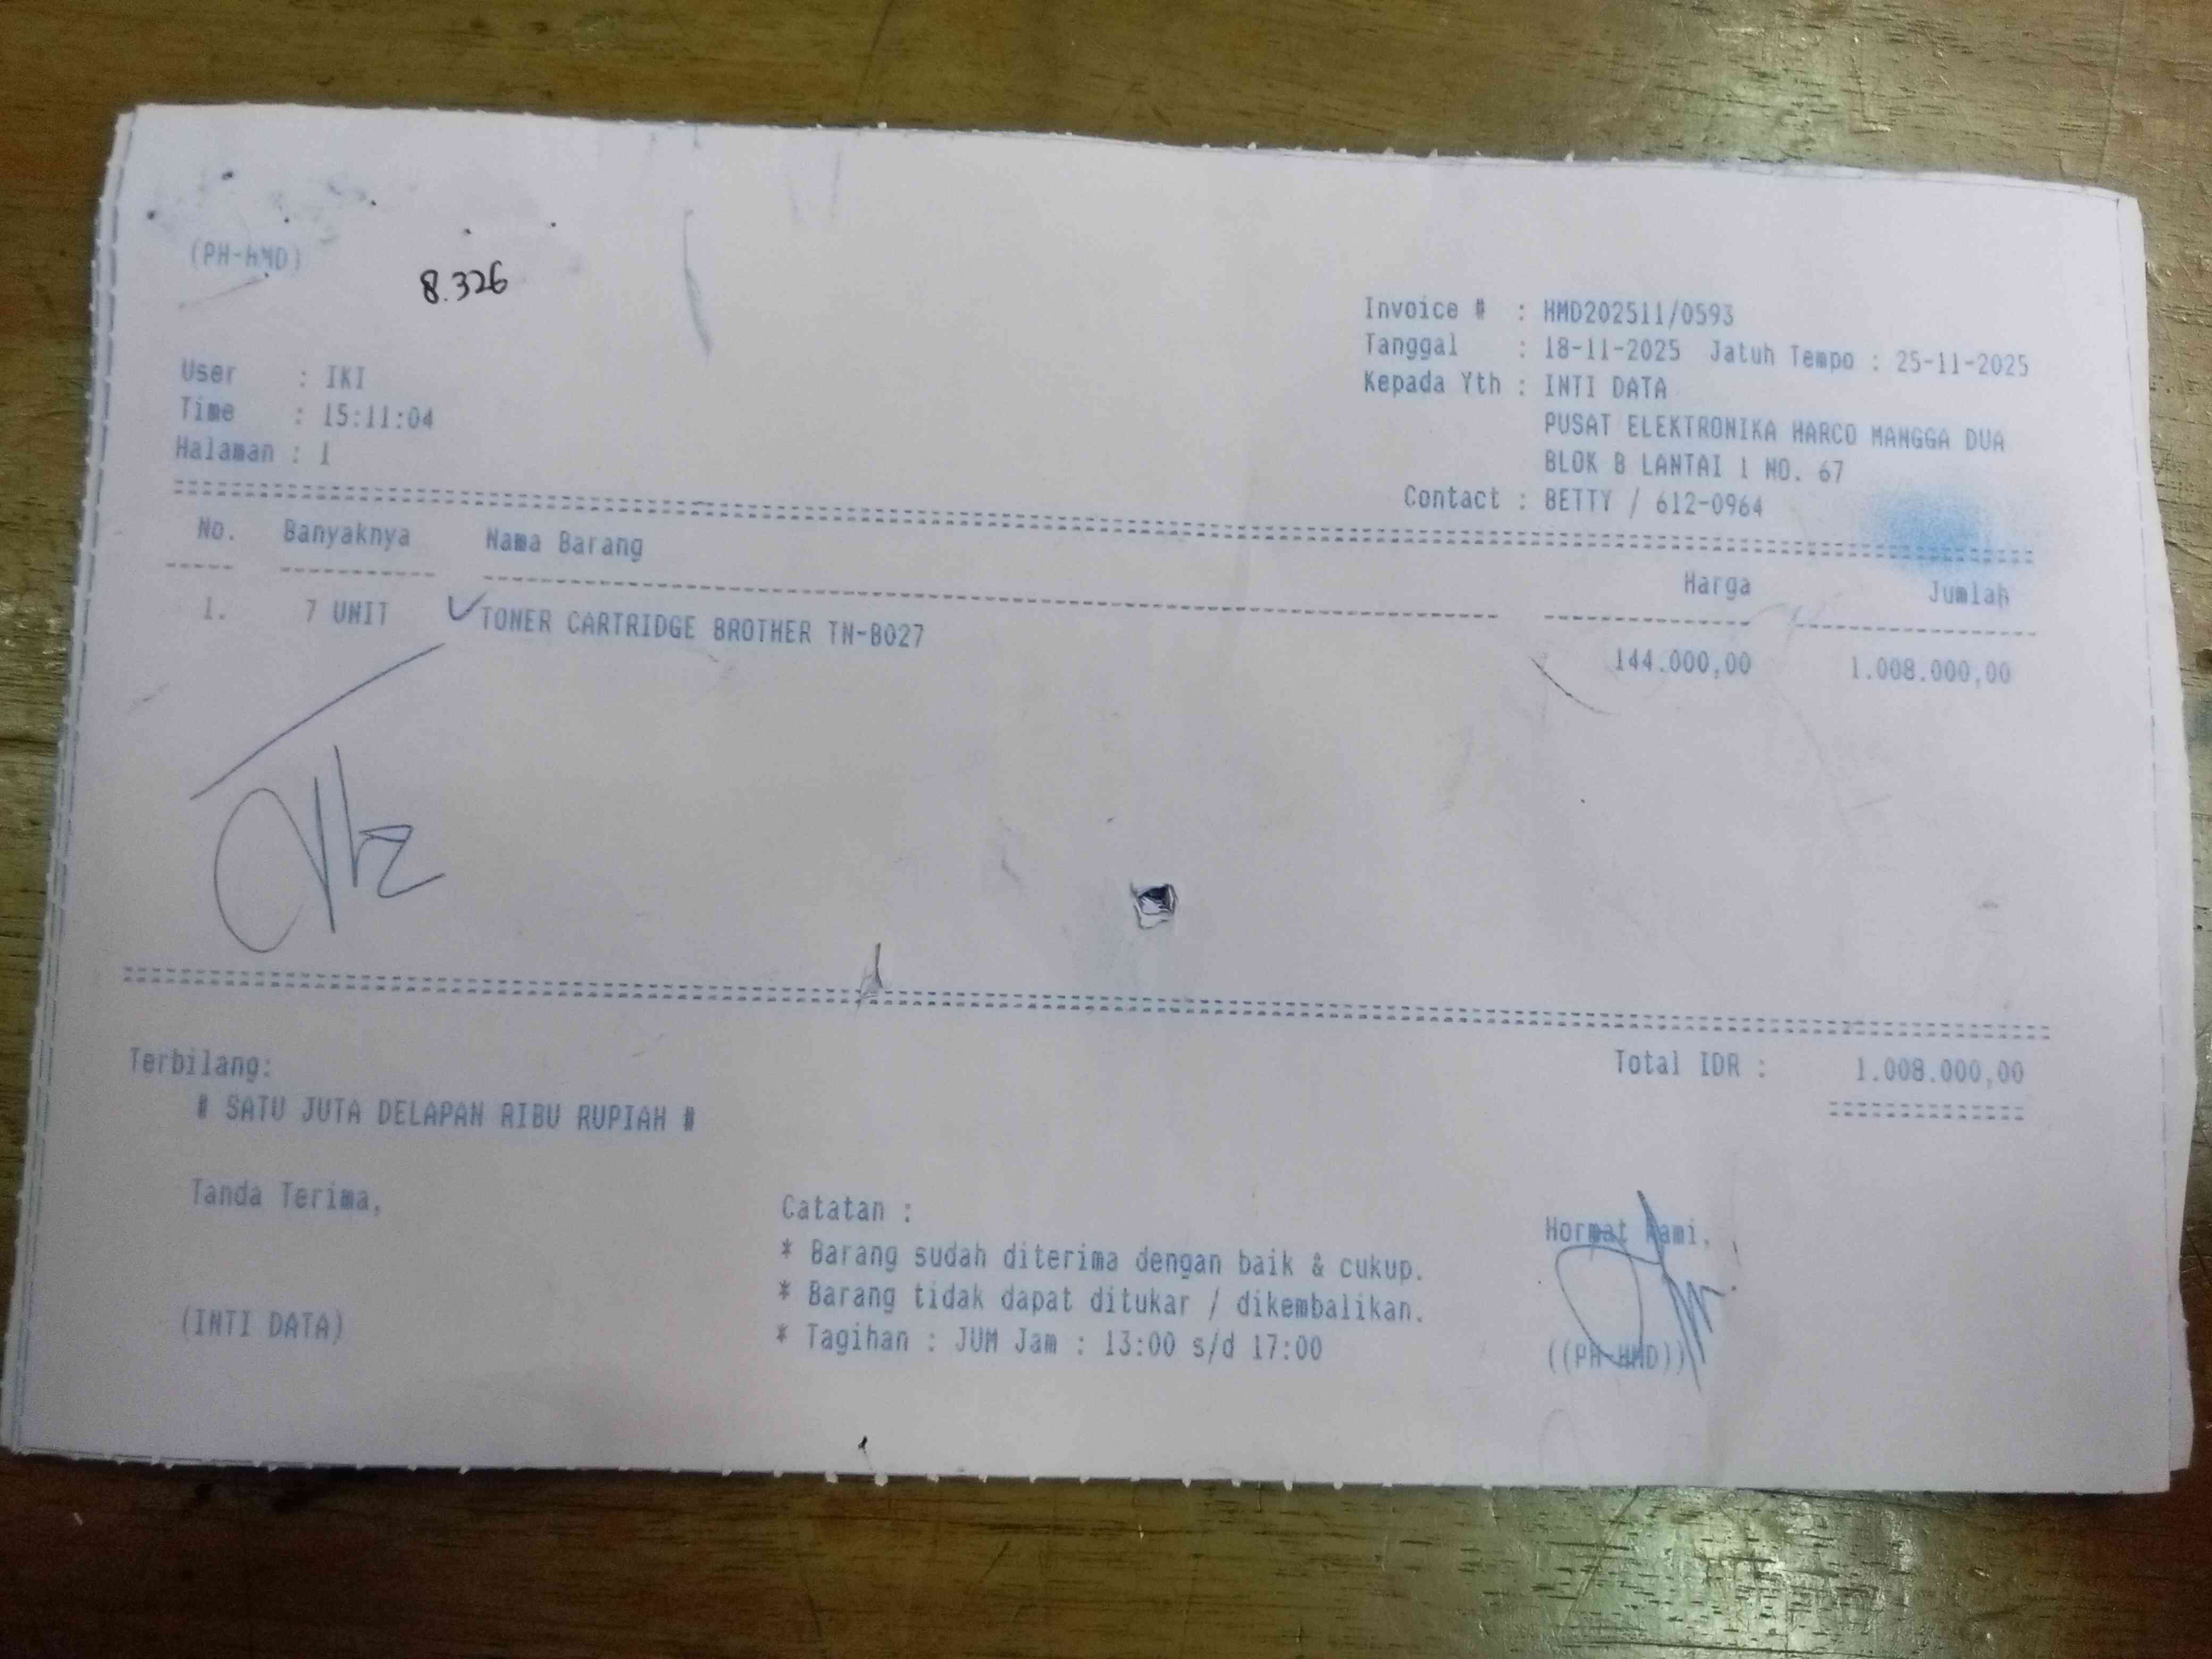 (PH-HMD)
8.326
Invoice # : HMD202511/0593
Tanggal : 18-11-2025 Jatuh Tempo : 25-11-2025
Kepada Yth : INTI DATA
PUSAT ELEKTRONIKA HARCO MANGGA DUA
BLOK B LANTAI 1 NO. 67
Contact : BETTY / 612-0964
User : IKI
Time : 15:11:04
Halaman : 1
No. Banyaknya Nama Barang Harga Jumlah
1. 7 UNIT TONER CARTRIDGE BROTHER TN-B027 144.000,00 1.008.000,00
Terbilang: Total IDR : 1.008.000,00
# SATU JUTA DELAPAN RIBU RUPIAH #
Tanda Terima,
(INTI DATA)
Catatan :
* Barang sudah diterima dengan baik & cukup.
* Barang tidak dapat ditukar / dikembalikan.
* Tagihan : JUM Jam : 13:00 s/d 17:00
Hormat Kami,
((PH-HMD))